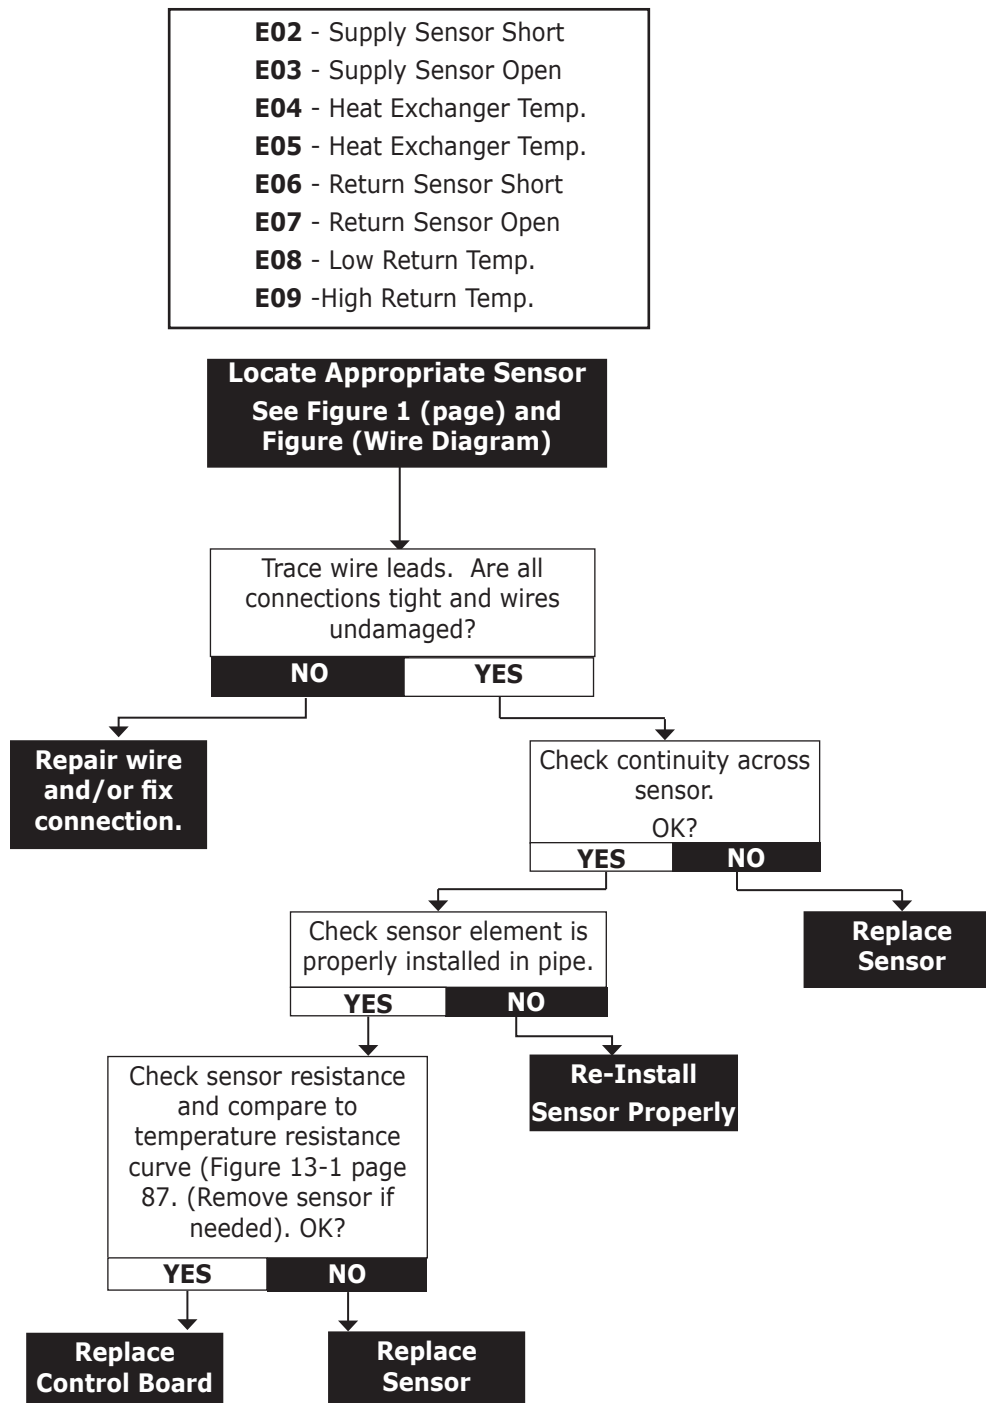 E02 - Supply Sensor Short
E03 - Supply Sensor Open
E04 - Heat Exchanger Temp.
E05 - Heat Exchanger Temp.
E06 - Return Sensor Short
E07 - Return Sensor Open
E08 - Low Return Temp.
E09 -High Return Temp.
Locate Appropriate Sensor
See Figure 1 (page) and
Figure (Wire Diagram)
Trace wire leads.  Are all
connections tight and wires
undamaged?
NO
YES
Repair wire
and/or fix
connection.
Check continuity across
sensor.
OK?
YES
NO
Check sensor element is
properly installed in pipe.
YES
NO
Replace
Sensor
Check sensor resistance
and compare to
temperature resistance
curve (Figure 13-1 page
87. (Remove sensor if
needed). OK?
YES
NO
Re-Install
Sensor Properly
Replace
Control Board
Replace
Sensor